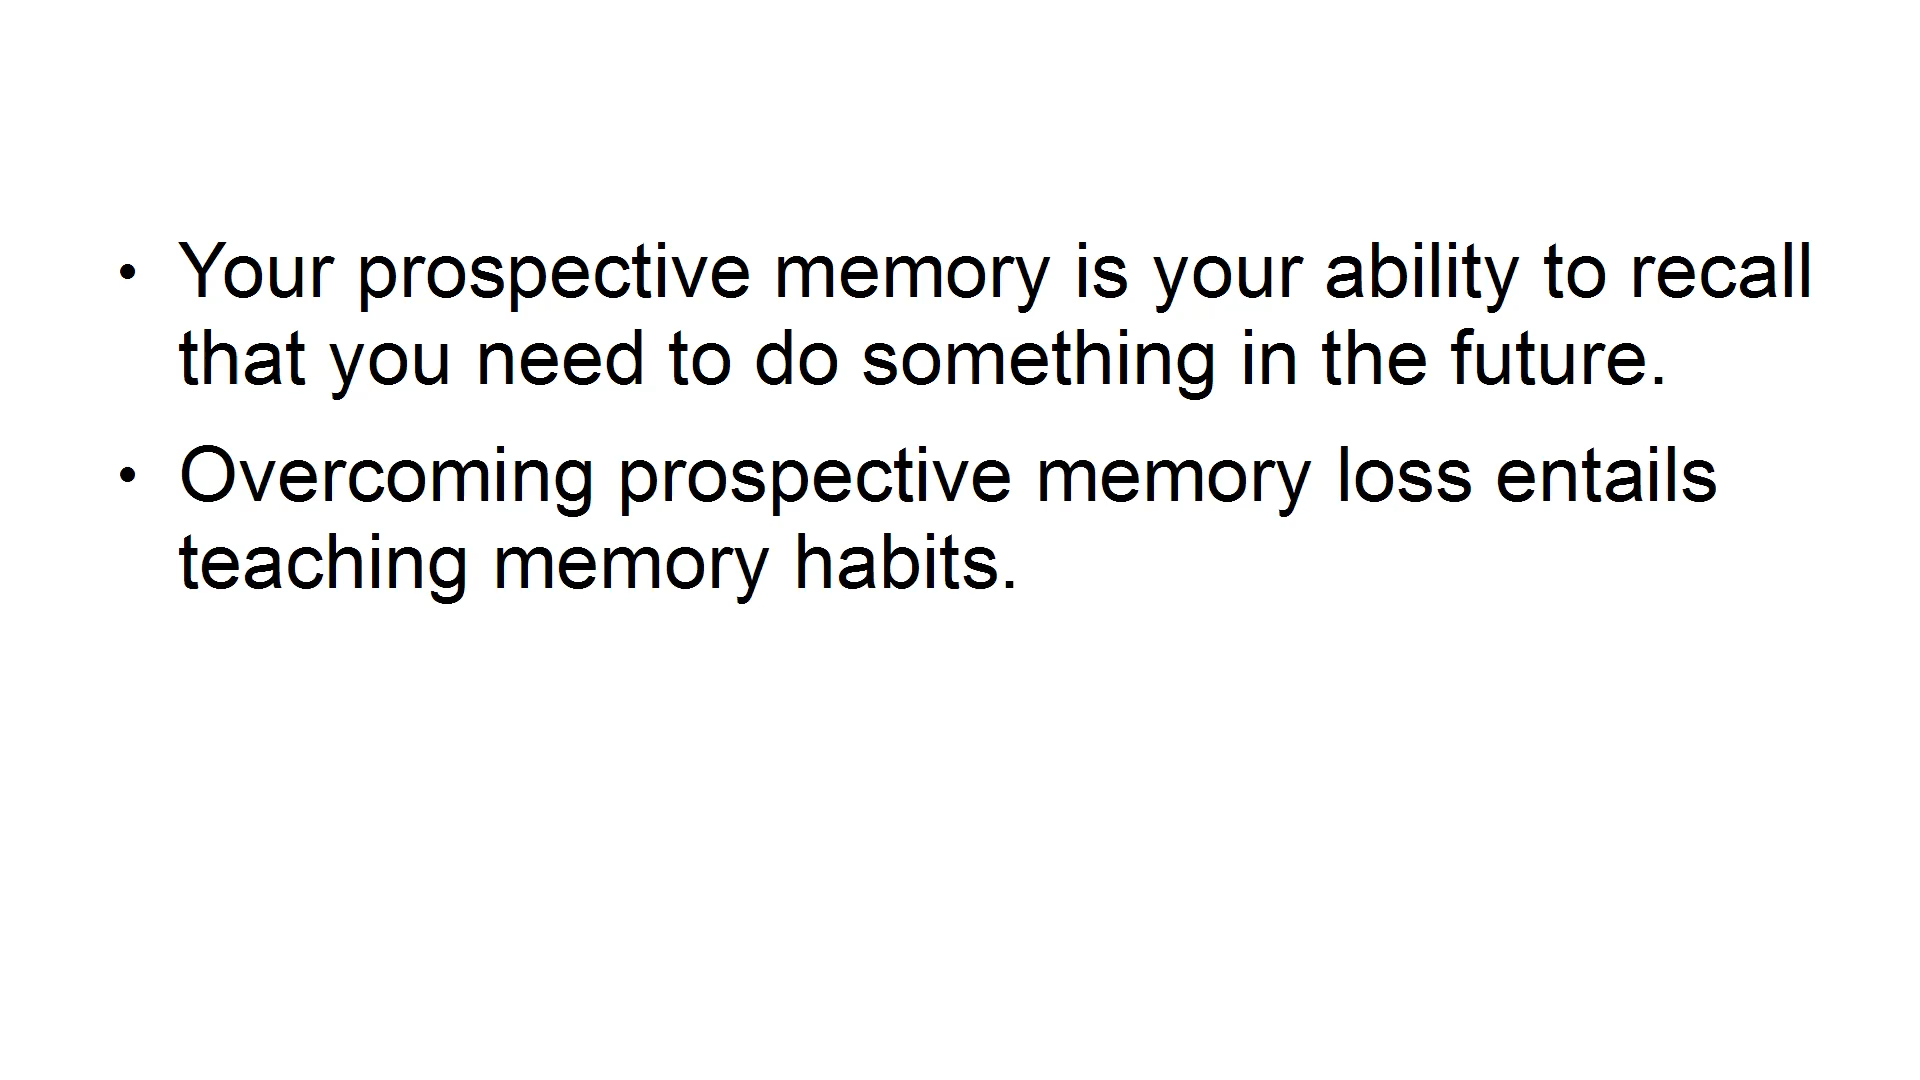 • Your prospective memory is your ability to recall
that you need to do something in the future.
• Overcoming prospective memory loss entails
teaching memory habits.